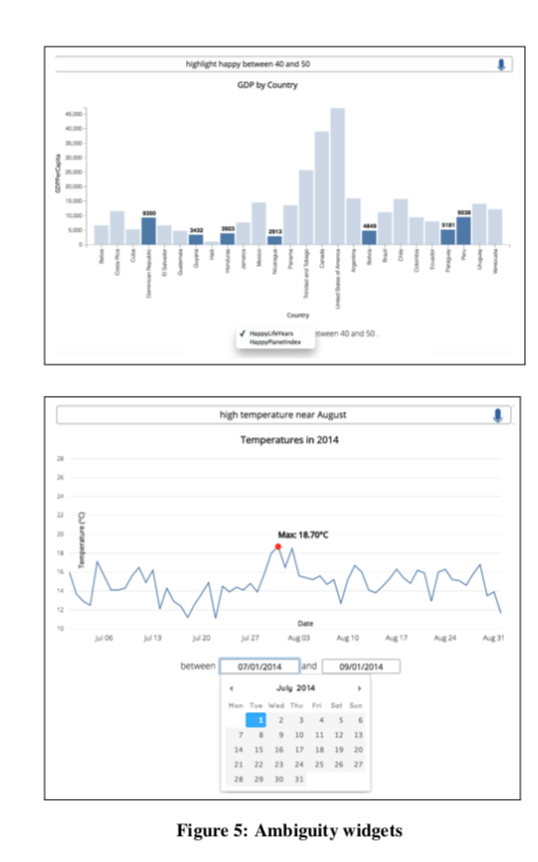 highlight happy between 40 and 50
GDP by Country
GDPPerCapita
45,000
40,000
35,000
30,000
25,000
20,000
15,000
10,000
5,000
0
9350
3432
3923
2913
4849
5181
9538
Belize
Costa Rica
Cuba
Dominican Republic
El Salvador
Guatemala
Guyana
Haiti
Honduras
Jamaica
Mexico
Nicaragua
Panama
Trinidad and Tobago
Canada
United States of America
Argentina
Bolivia
Brazil
Chile
Colombia
Ecuador
Paraguay
Peru
Uruguay
Venezuela
Country
✓ HappyLifeYears etween 40 and 50 .
HappyPlanetIndex
high temperature near August
Temperatures in 2014
Temperature (°C)
28
26
24
22
20
18
16
14
12
10
Max: 18.70°C
Date
Jul 06 Jul 13 Jul 20 Jul 27 Aug 03 Aug 10 Aug 17 Aug 24 Aug 31
between 07/01/2014 and 09/01/2014
July 2014
Mon Tue Wed Thu Fri Sat Sun
1 2 3 4 5 6
7 8 9 10 11 12 13
14 15 16 17 18 19 20
21 22 23 24 25 26 27
28 29 30 31
Figure 5: Ambiguity widgets